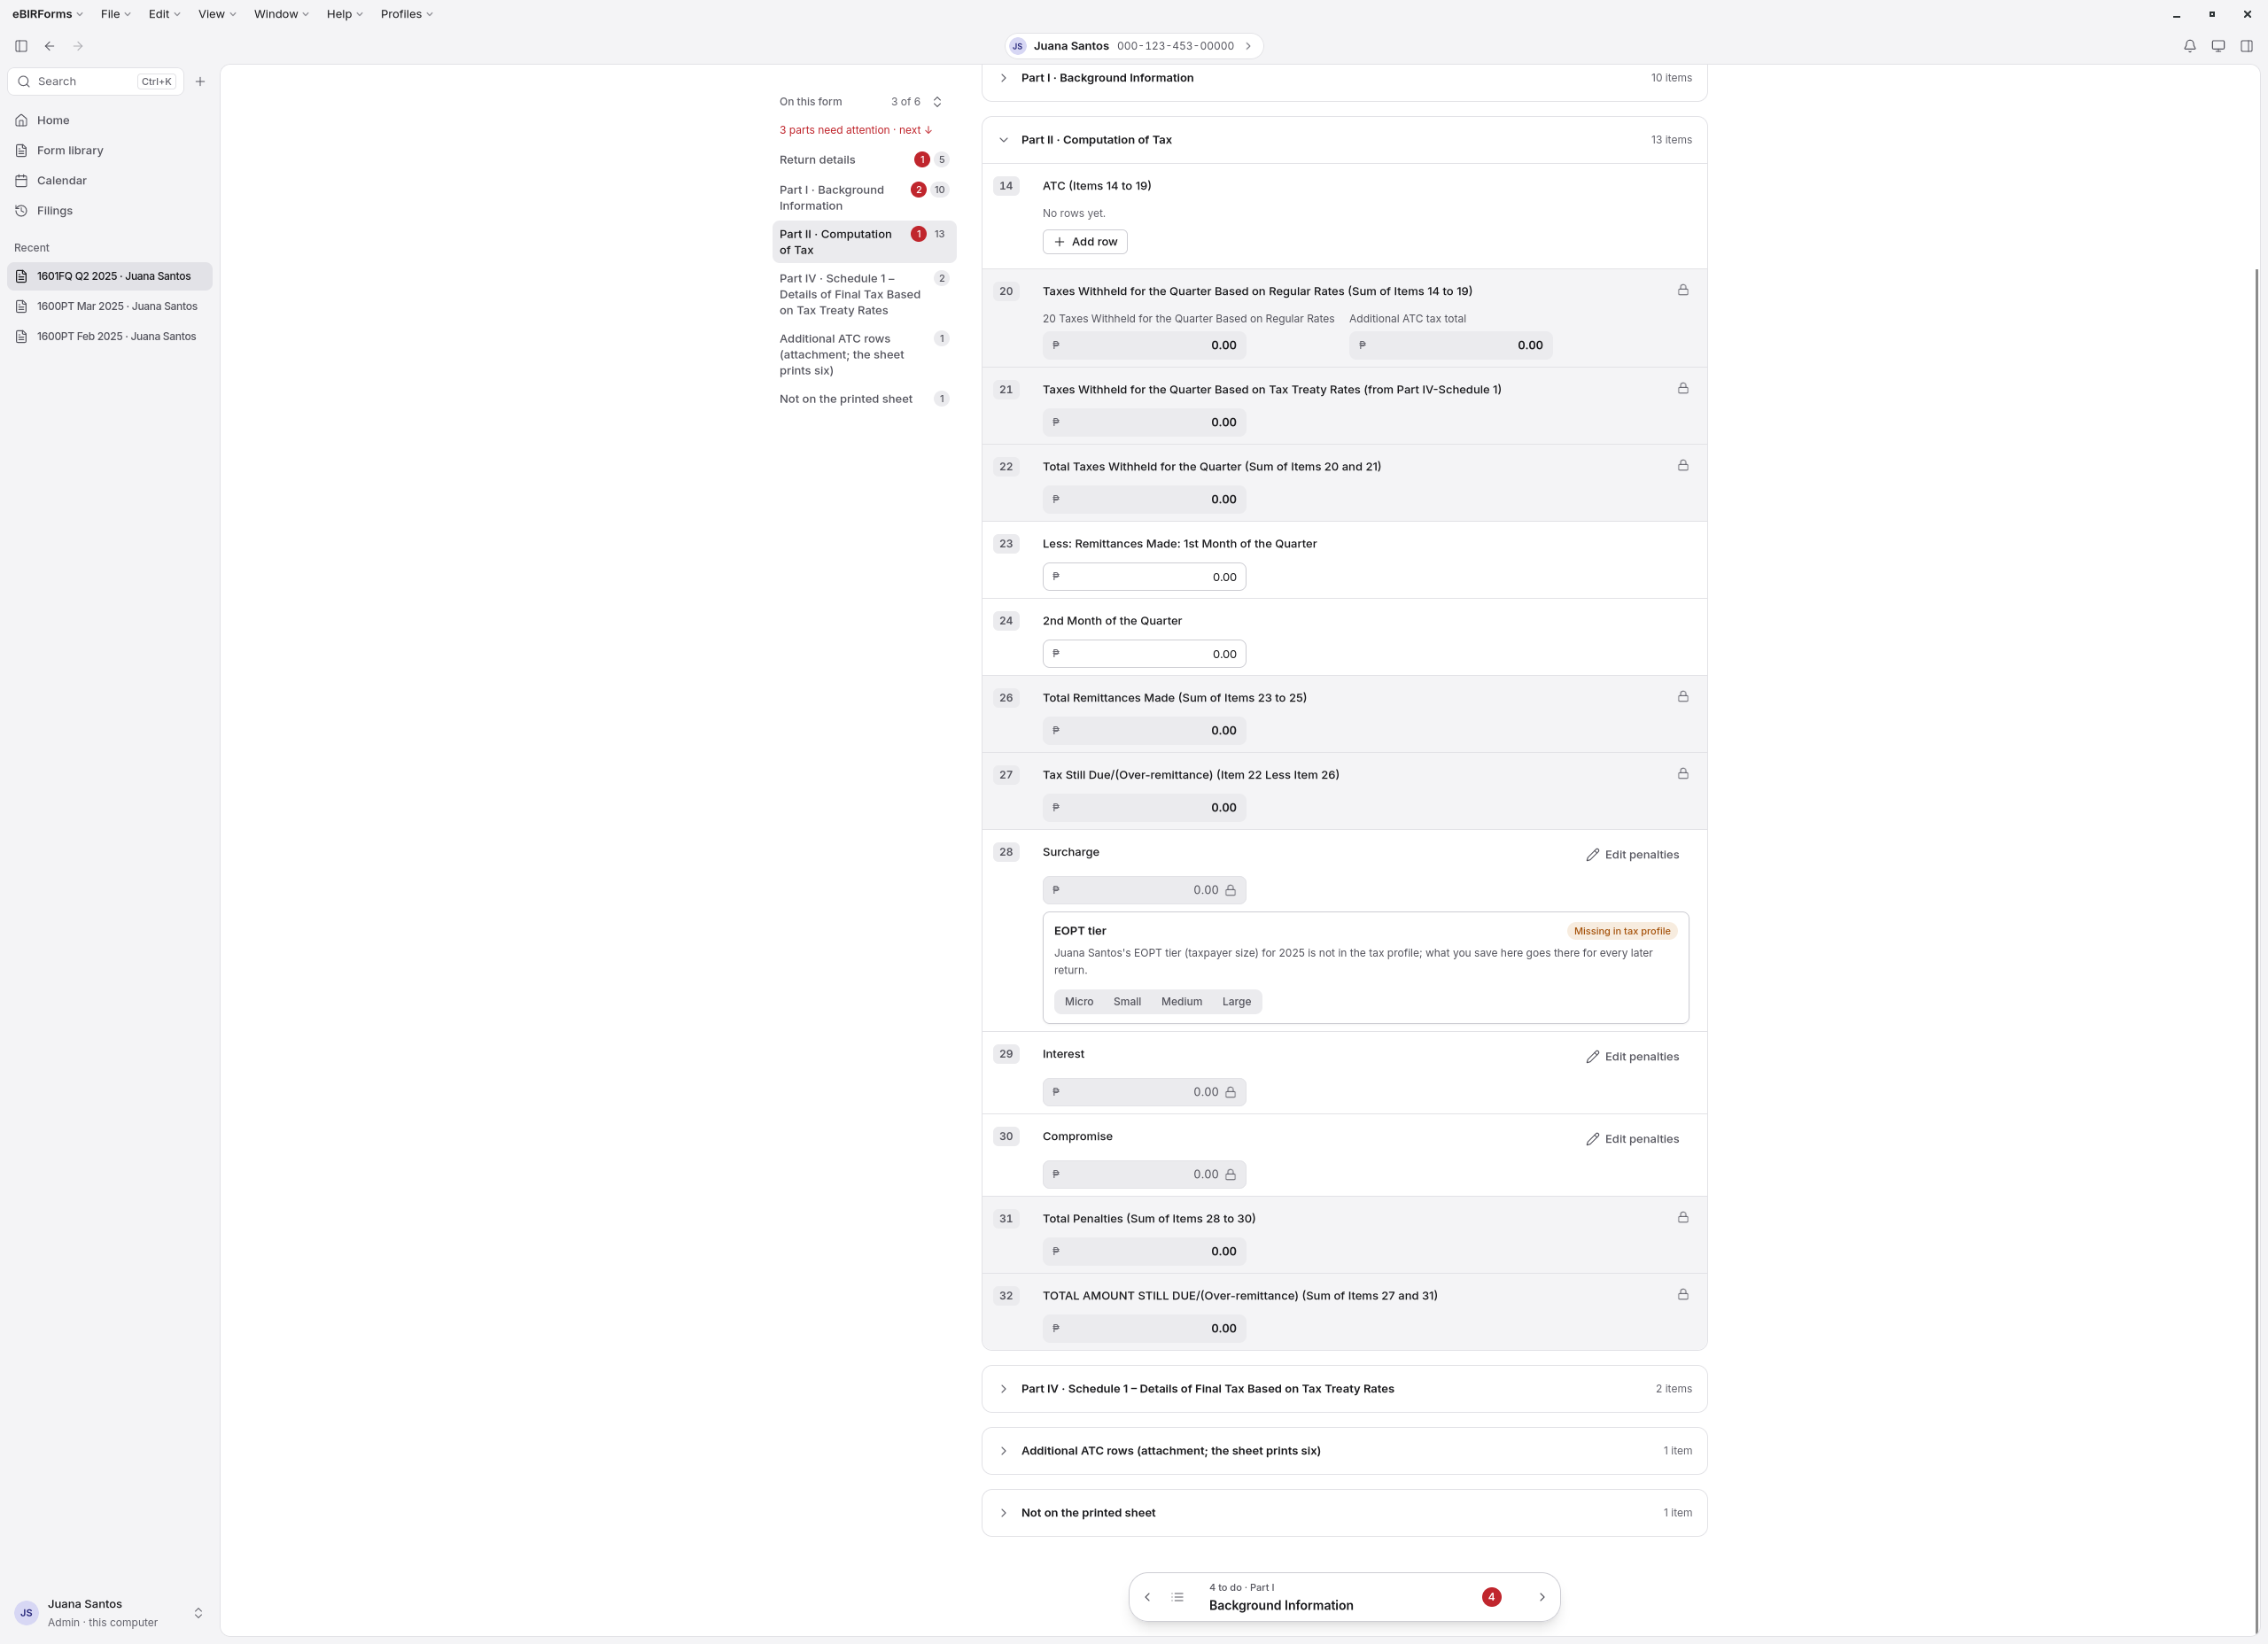 eBIRForms File Edit View Window Help Profiles
JS Juana Santos 000-123-453-00000
Search Ctrl+K
Home
Form library
Calendar
Filings
Recent
1601FQ Q2 2025 · Juana Santos
1600PT Mar 2025 · Juana Santos
1600PT Feb 2025 · Juana Santos
On this form 3 of 6
3 parts need attention · next ↓
Return details 1 5
Part I · Background 2 10
Information
Part II · Computation 1 13
of Tax
Part IV · Schedule 1 – 2
Details of Final Tax Based
on Tax Treaty Rates
Additional ATC rows 1
(attachment; the sheet
prints six)
Not on the printed sheet 1
Part I · Background Information 10 items
Part II · Computation of Tax 13 items
14 ATC (Items 14 to 19)
No rows yet.
Add row
20 Taxes Withheld for the Quarter Based on Regular Rates (Sum of Items 14 to 19)
20 Taxes Withheld for the Quarter Based on Regular Rates Additional ATC tax total
₱ 0.00 ₱ 0.00
21 Taxes Withheld for the Quarter Based on Tax Treaty Rates (from Part IV-Schedule 1)
₱ 0.00
22 Total Taxes Withheld for the Quarter (Sum of Items 20 and 21)
₱ 0.00
23 Less: Remittances Made: 1st Month of the Quarter
₱ 0.00
24 2nd Month of the Quarter
₱ 0.00
26 Total Remittances Made (Sum of Items 23 to 25)
₱ 0.00
27 Tax Still Due/(Over-remittance) (Item 22 Less Item 26)
₱ 0.00
28 Surcharge Edit penalties
₱ 0.00
EOPT tier Missing in tax profile
Juana Santos's EOPT tier (taxpayer size) for 2025 is not in the tax profile; what you save here goes there for every later
return.
Micro Small Medium Large
29 Interest Edit penalties
₱ 0.00
30 Compromise Edit penalties
₱ 0.00
31 Total Penalties (Sum of Items 28 to 30)
₱ 0.00
32 TOTAL AMOUNT STILL DUE/(Over-remittance) (Sum of Items 27 and 31)
₱ 0.00
Part IV · Schedule 1 – Details of Final Tax Based on Tax Treaty Rates 2 items
Additional ATC rows (attachment; the sheet prints six) 1 item
Not on the printed sheet 1 item
4 to do · Part I
Background Information 4
JS Juana Santos
Admin · this computer